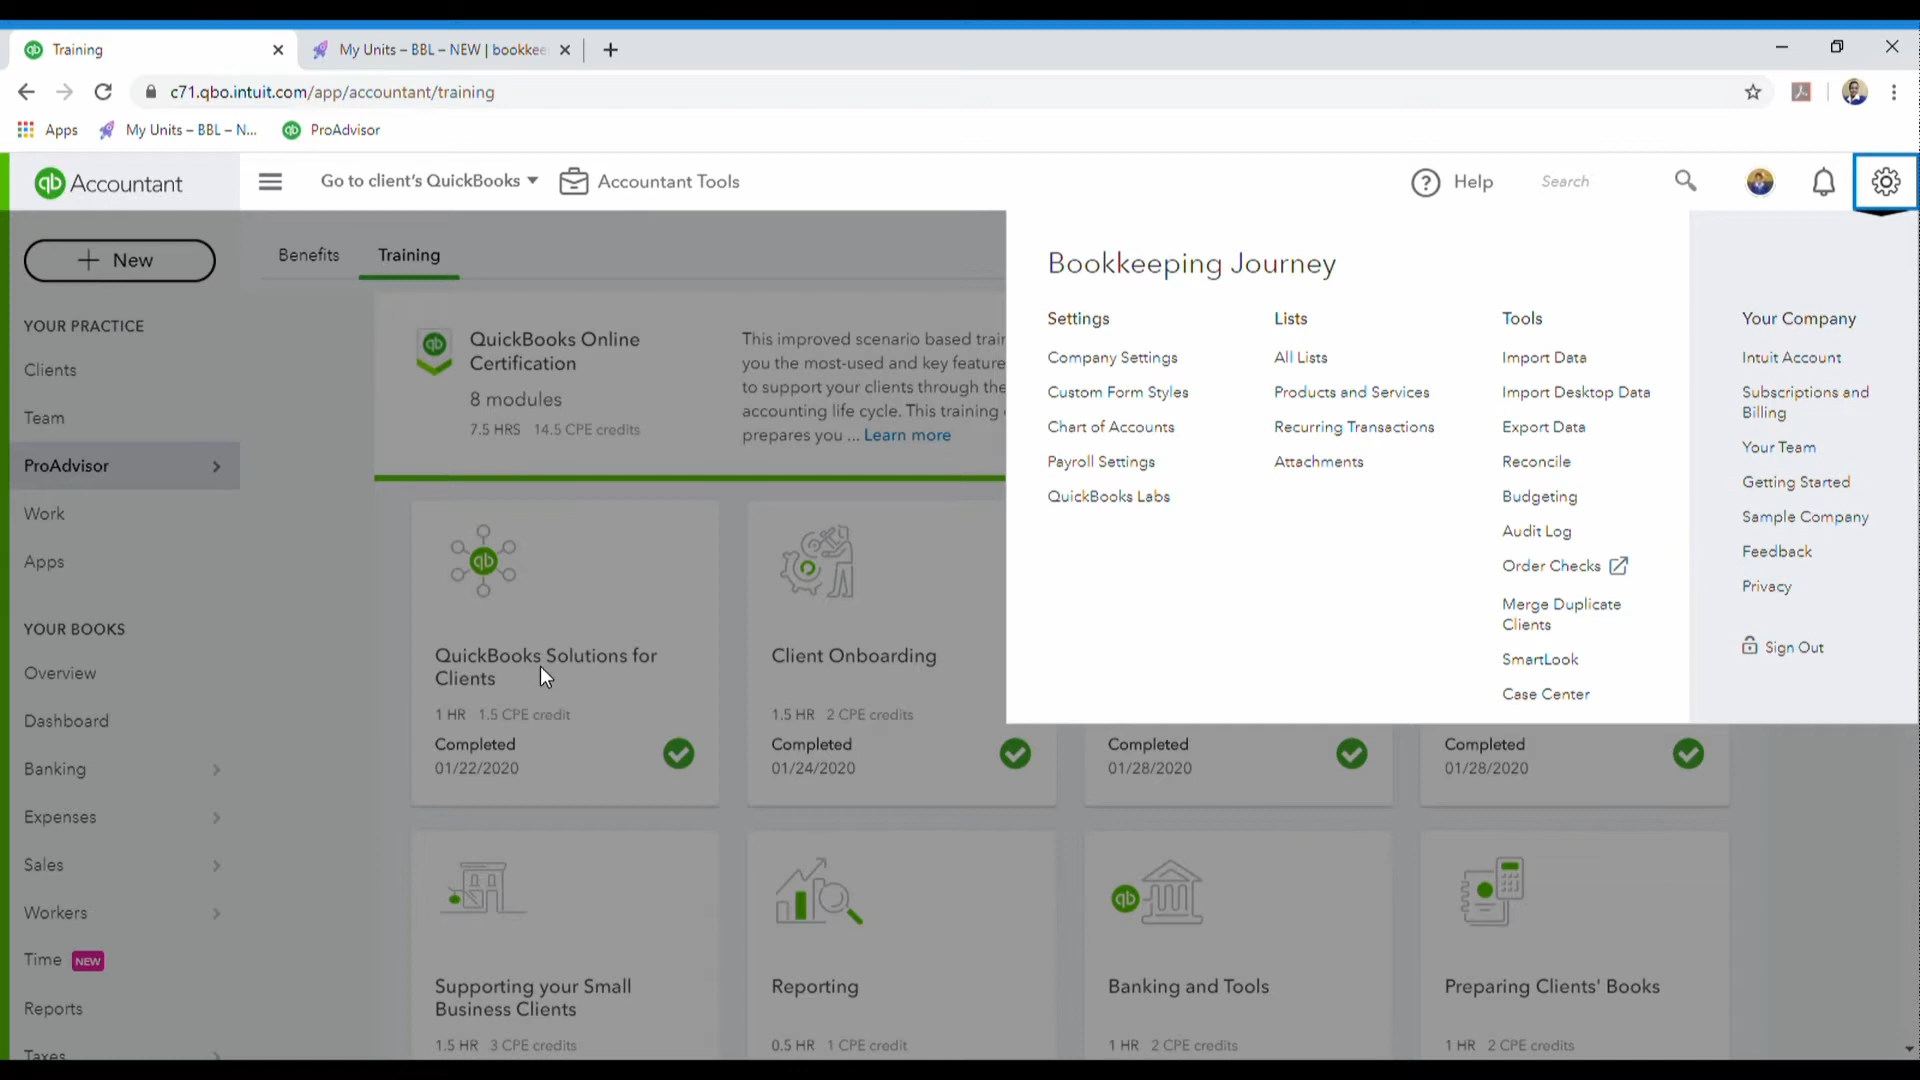 Training
My Units – BBL – NEW | bookkee
c71.qbo.intuit.com/app/accountant/training
Apps
My Units – BBL – N...
ProAdvisor
qb Accountant
Go to client's QuickBooks
Accountant Tools
Help
Search
+ New
YOUR PRACTICE
Clients
Team
ProAdvisor
Work
Apps
YOUR BOOKS
Overview
Dashboard
Banking
Expenses
Sales
Workers
Time NEW
Reports
Taxes
Benefits
Training
QuickBooks Online
Certification
8 modules
7.5 HRS 14.5 CPE credits
This improved scenario based train
you the most-used and key feature
to support your clients through the
accounting life cycle. This training
prepares you ... Learn more
QuickBooks Solutions for
Clients
1 HR 1.5 CPE credit
Completed
01/22/2020
Client Onboarding
1.5 HR 2 CPE credits
Completed
01/24/2020
Completed
01/28/2020
Completed
01/28/2020
Supporting your Small
Business Clients
1.5 HR 3 CPE credits
Reporting
0.5 HR 1 CPE credit
Banking and Tools
1 HR 2 CPE credits
Preparing Clients' Books
1 HR 2 CPE credits
Bookkeeping Journey
Settings
Company Settings
Custom Form Styles
Chart of Accounts
Payroll Settings
QuickBooks Labs
Lists
All Lists
Products and Services
Recurring Transactions
Attachments
Tools
Import Data
Import Desktop Data
Export Data
Reconcile
Budgeting
Audit Log
Order Checks
Merge Duplicate
Clients
SmartLook
Case Center
Your Company
Intuit Account
Subscriptions and
Billing
Your Team
Getting Started
Sample Company
Feedback
Privacy
Sign Out